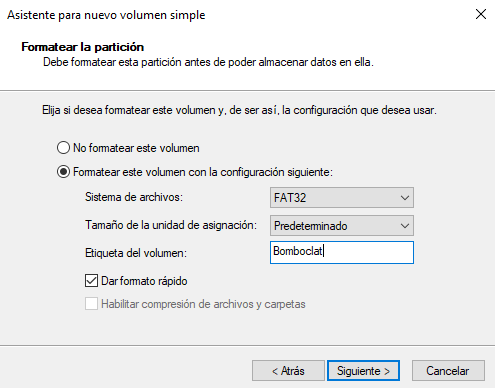 Asistente para nuevo volumen simple
Formatear la partición
Debe formatear esta partición antes de poder almacenar datos en ella.
Elija si desea formatear este volumen y, de ser así, la configuración que desea usar.
No formatear este volumen
Formatear este volumen con la configuración siguiente:
Sistema de archivos: FAT32
Tamaño de la unidad de asignación: Predeterminado
Etiqueta del volumen: Bomboclat
Dar formato rápido
Habilitar compresión de archivos y carpetas
< Atrás Siguiente > Cancelar